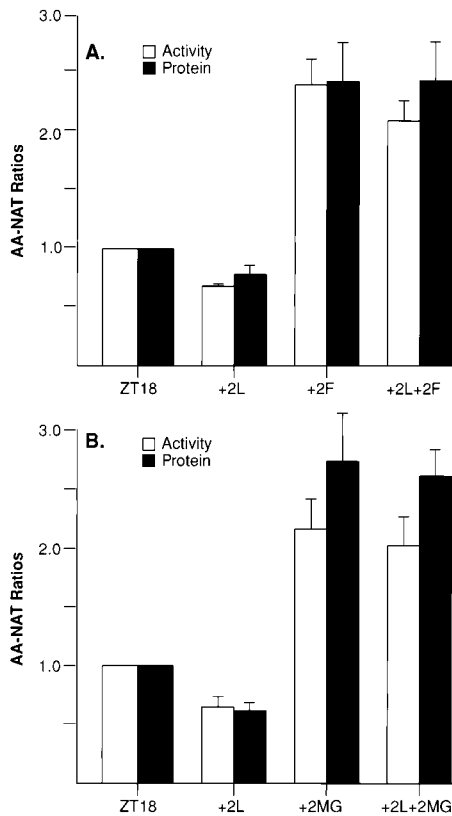 3.0
A.
Activity
Protein
2.0
AA-NAT Ratios
1.0
ZT18 +2L +2F +2L+2F
3.0
B.
Activity
Protein
2.0
AA-NAT Ratios
1.0
ZT18 +2L +2MG +2L+2MG